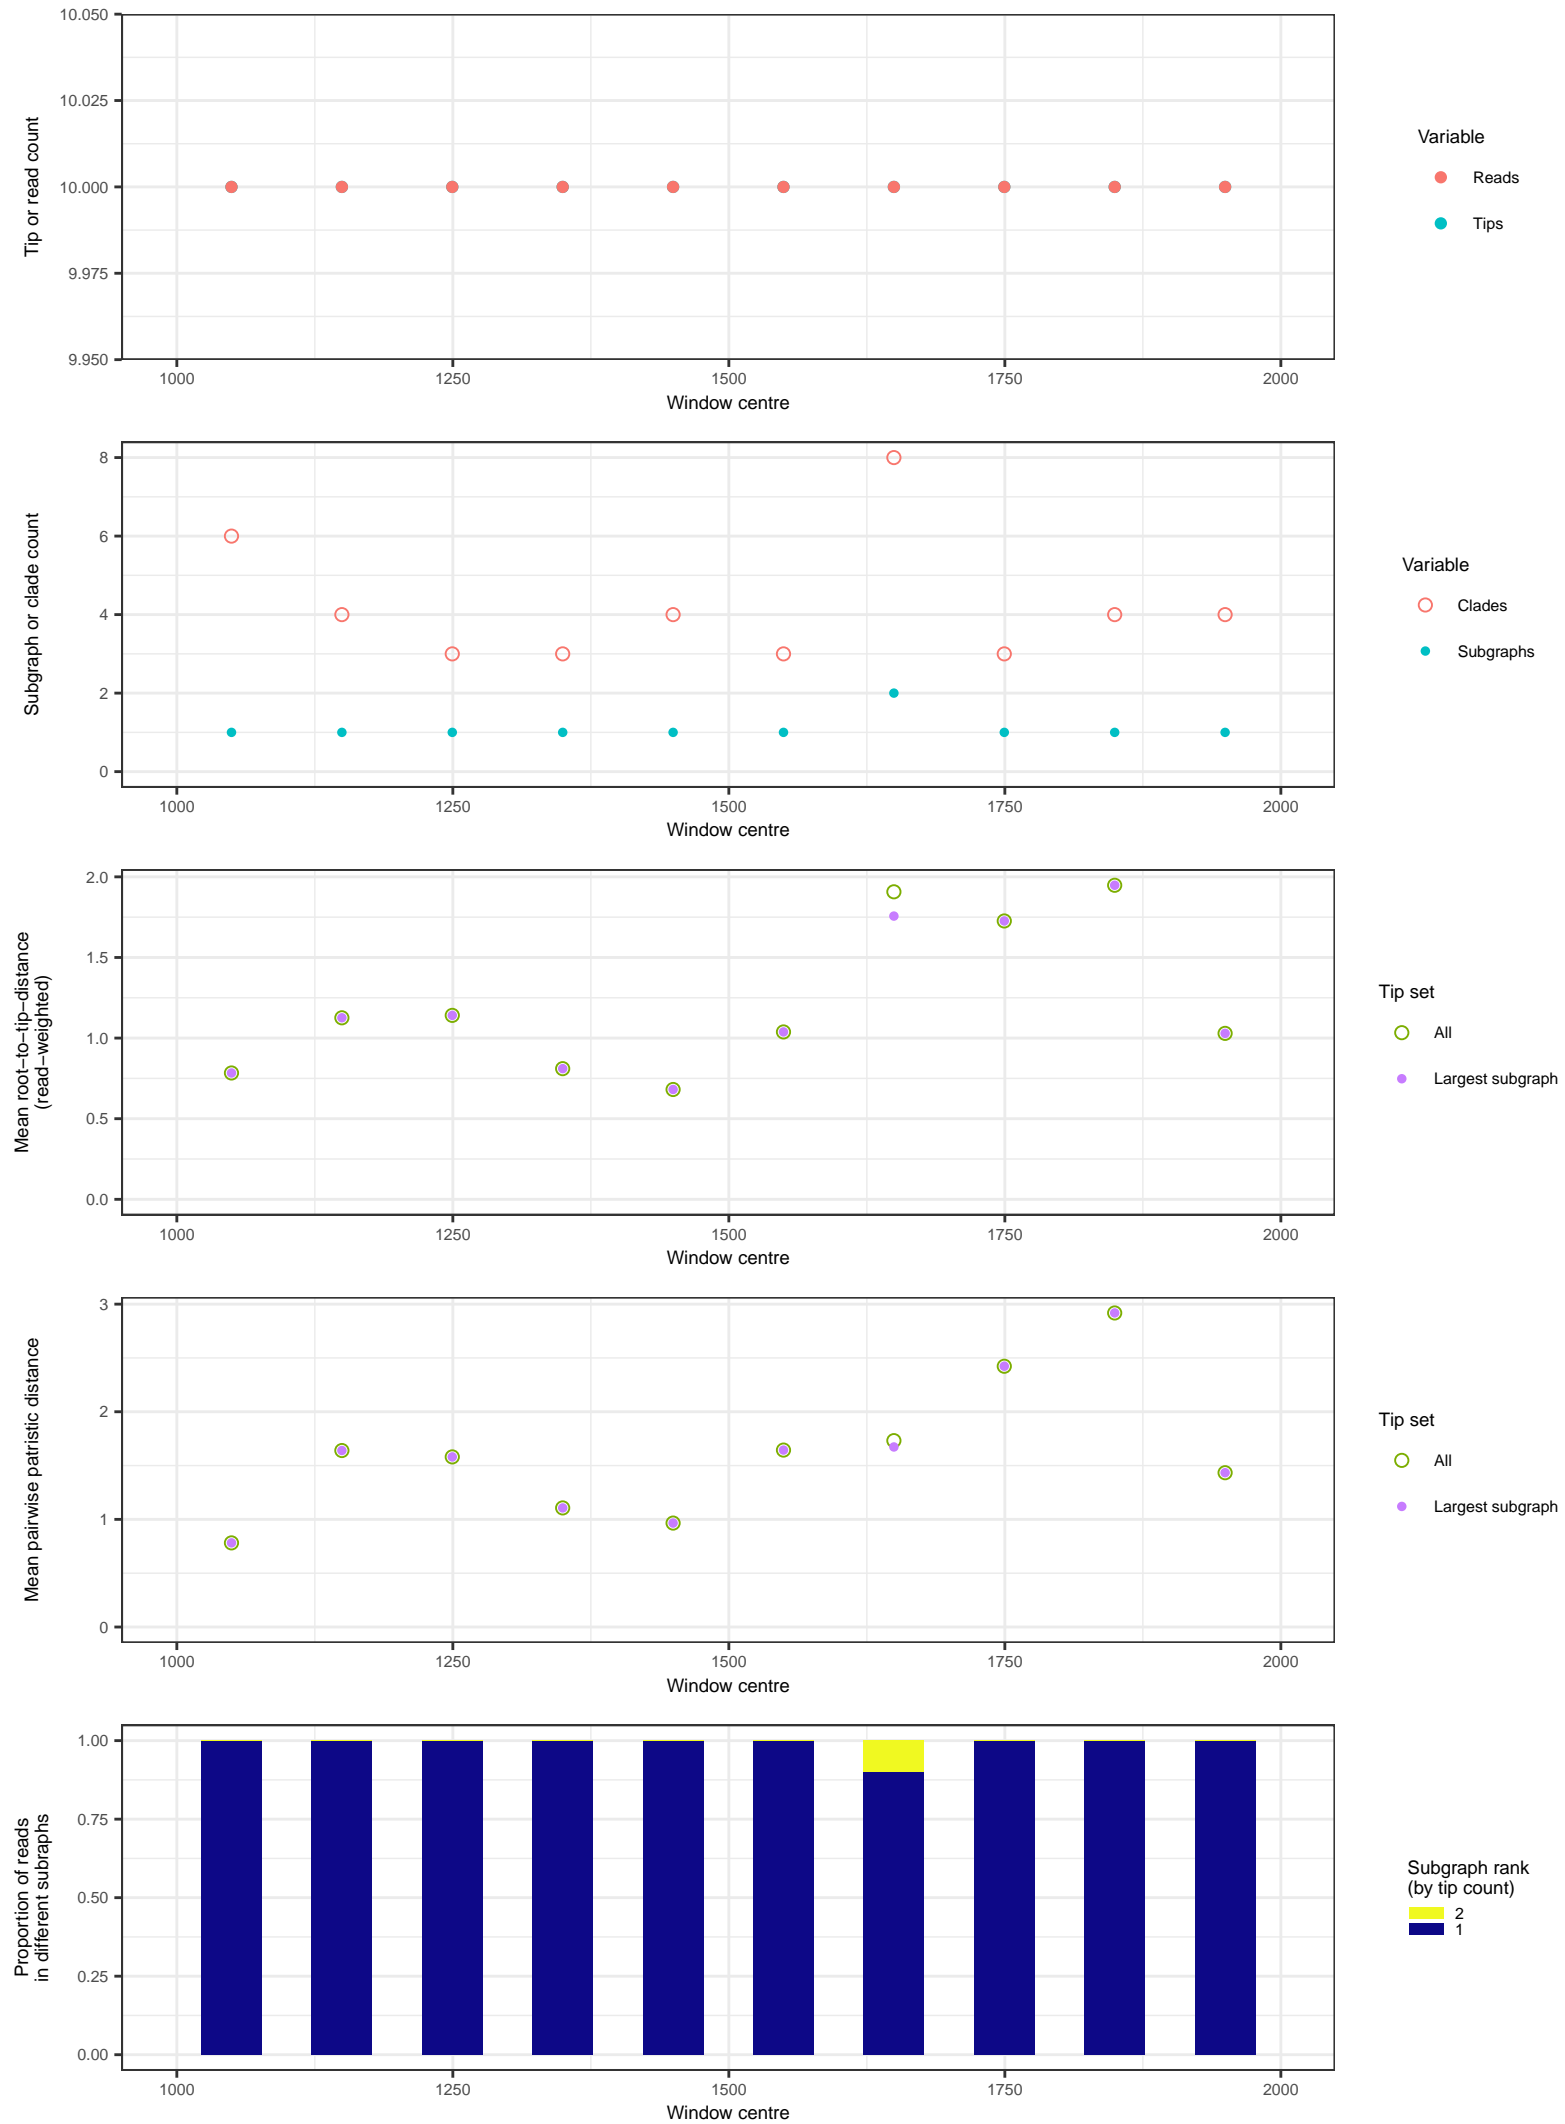 10.050
10.025
10.000
9.975
9.950
Tip or read count
1000 1250 1500 1750 2000
Window centre
Variable
Reads
Tips
8
6
4
2
0
Subgraph or clade count
1000 1250 1500 1750 2000
Window centre
Variable
Clades
Subgraphs
2.0
1.5
1.0
0.5
0.0
Mean root−to−tip−distance
(read−weighted)
1000 1250 1500 1750 2000
Window centre
Tip set
All
Largest subgraph
3
2
1
0
Mean pairwise patristic distance
1000 1250 1500 1750 2000
Window centre
Tip set
All
Largest subgraph
1.00
0.75
0.50
0.25
0.00
Proportion of reads
in different subraphs
1000 1250 1500 1750 2000
Window centre
Subgraph rank
(by tip count)
2
1